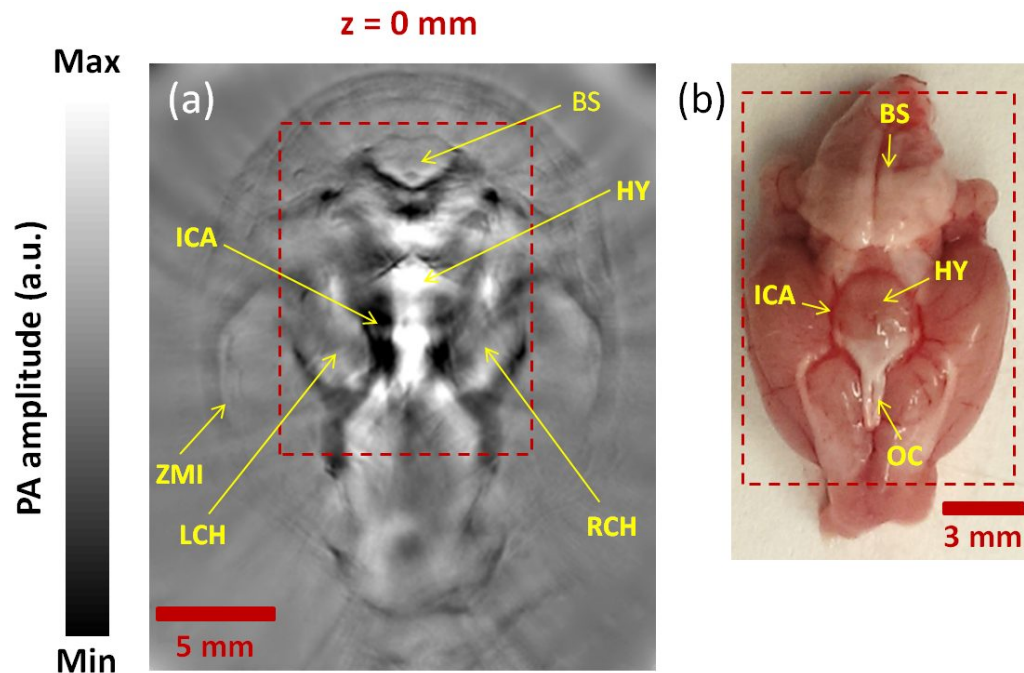 z = 0 mm
Max
PA amplitude (a.u.)
Min
(a)
BS
HY
ICA
ZMI
LCH
RCH
5 mm
(b)
BS
HY
ICA
OC
3 mm